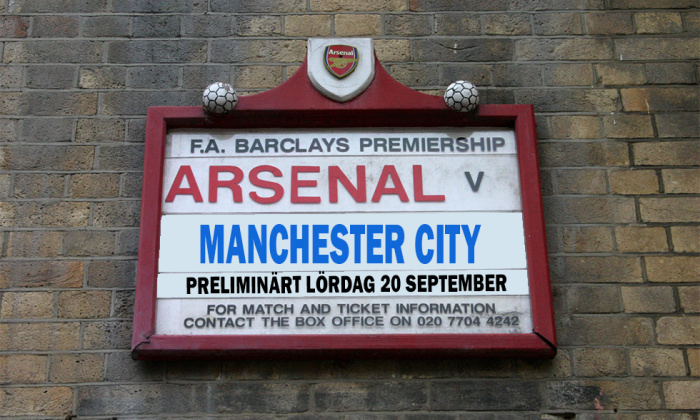 Arsenal
F.A. BARCLAYS PREMIERSHIP
ARSENAL V
MANCHESTER CITY
PRELIMINÄRT LÖRDAG 20 SEPTEMBER
FOR MATCH AND TICKET INFORMATION
CONTACT THE BOX OFFICE ON 020 7704 4242